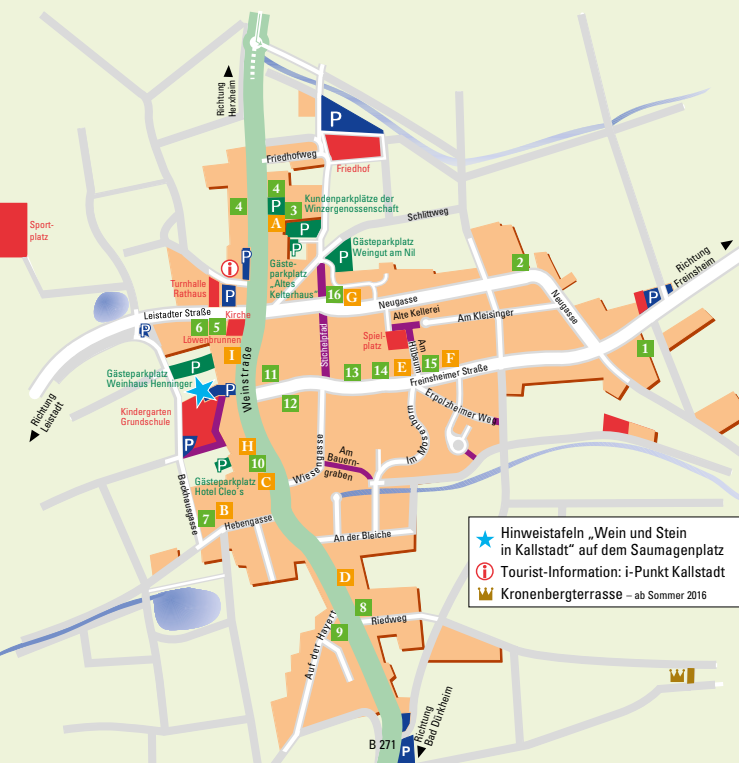 Richtung
Herxheim
P
Friedhofweg
Friedhof
4
4
P
3
A
Kundenparkplätze der
Winzergenossenschaft
P
P
Schlittweg
Gästeparkplatz
Weingut am Nil
P
Sport-
platz
i
P
Gäste-
parkplatz
„Altes
Kelterhaus"
2
Richtung
Freinsheim
Turnhalle
Rathaus
P
16
G
Neugasse
Neugasse
P
Leistadter Straße
Kirche
P
6
5
Löwenbrunnen
Stichelpfad
Alte Kellerei
Am Kleisinger
Spiel-
platz
Am
Hübaum
1
I
Weinstraße
Gästeparkplatz
Weinhaus Henninger
P
P
11
13
14
E
15
F
Freinsheimer Straße
12
Erpolzheimer Weg
Richtung
Leistadt
Kindergarten
Grundschule
P
H
10
C
P
Gästeparkplatz
Hotel Cleo´s
Wiesengasse
Am
Bauern-
graben
Im Mosenborn
Backhausgasse
7
B
Hebengasse
An der Bleiche
Hinweistafeln „Wein und Stein
in Kallstadt" auf dem Saumagenplatz
i Tourist-Information: i-Punkt Kallstadt
Kronenbergterrasse – ab Sommer 2016
D
8
9
Riedweg
Auf der Hayert
B 271
P
Richtung
Bad Dürkheim